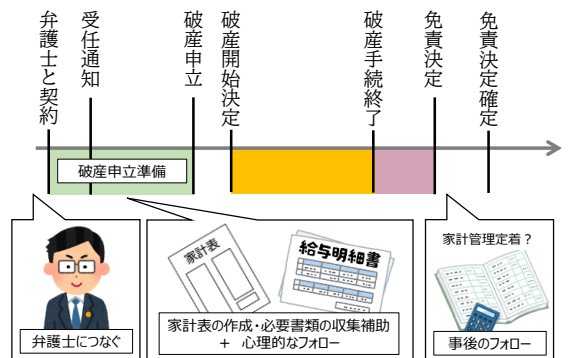 弁護士と契約
受任通知
破産申立
破産開始決定
破産手続終了
免責決定
免責決定確定
破産申立準備
弁護士につなぐ
家計表
給与明細書
家計表の作成・必要書類の収集補助
+ 心理的なフォロー
家計管理定着？
事後のフォロー